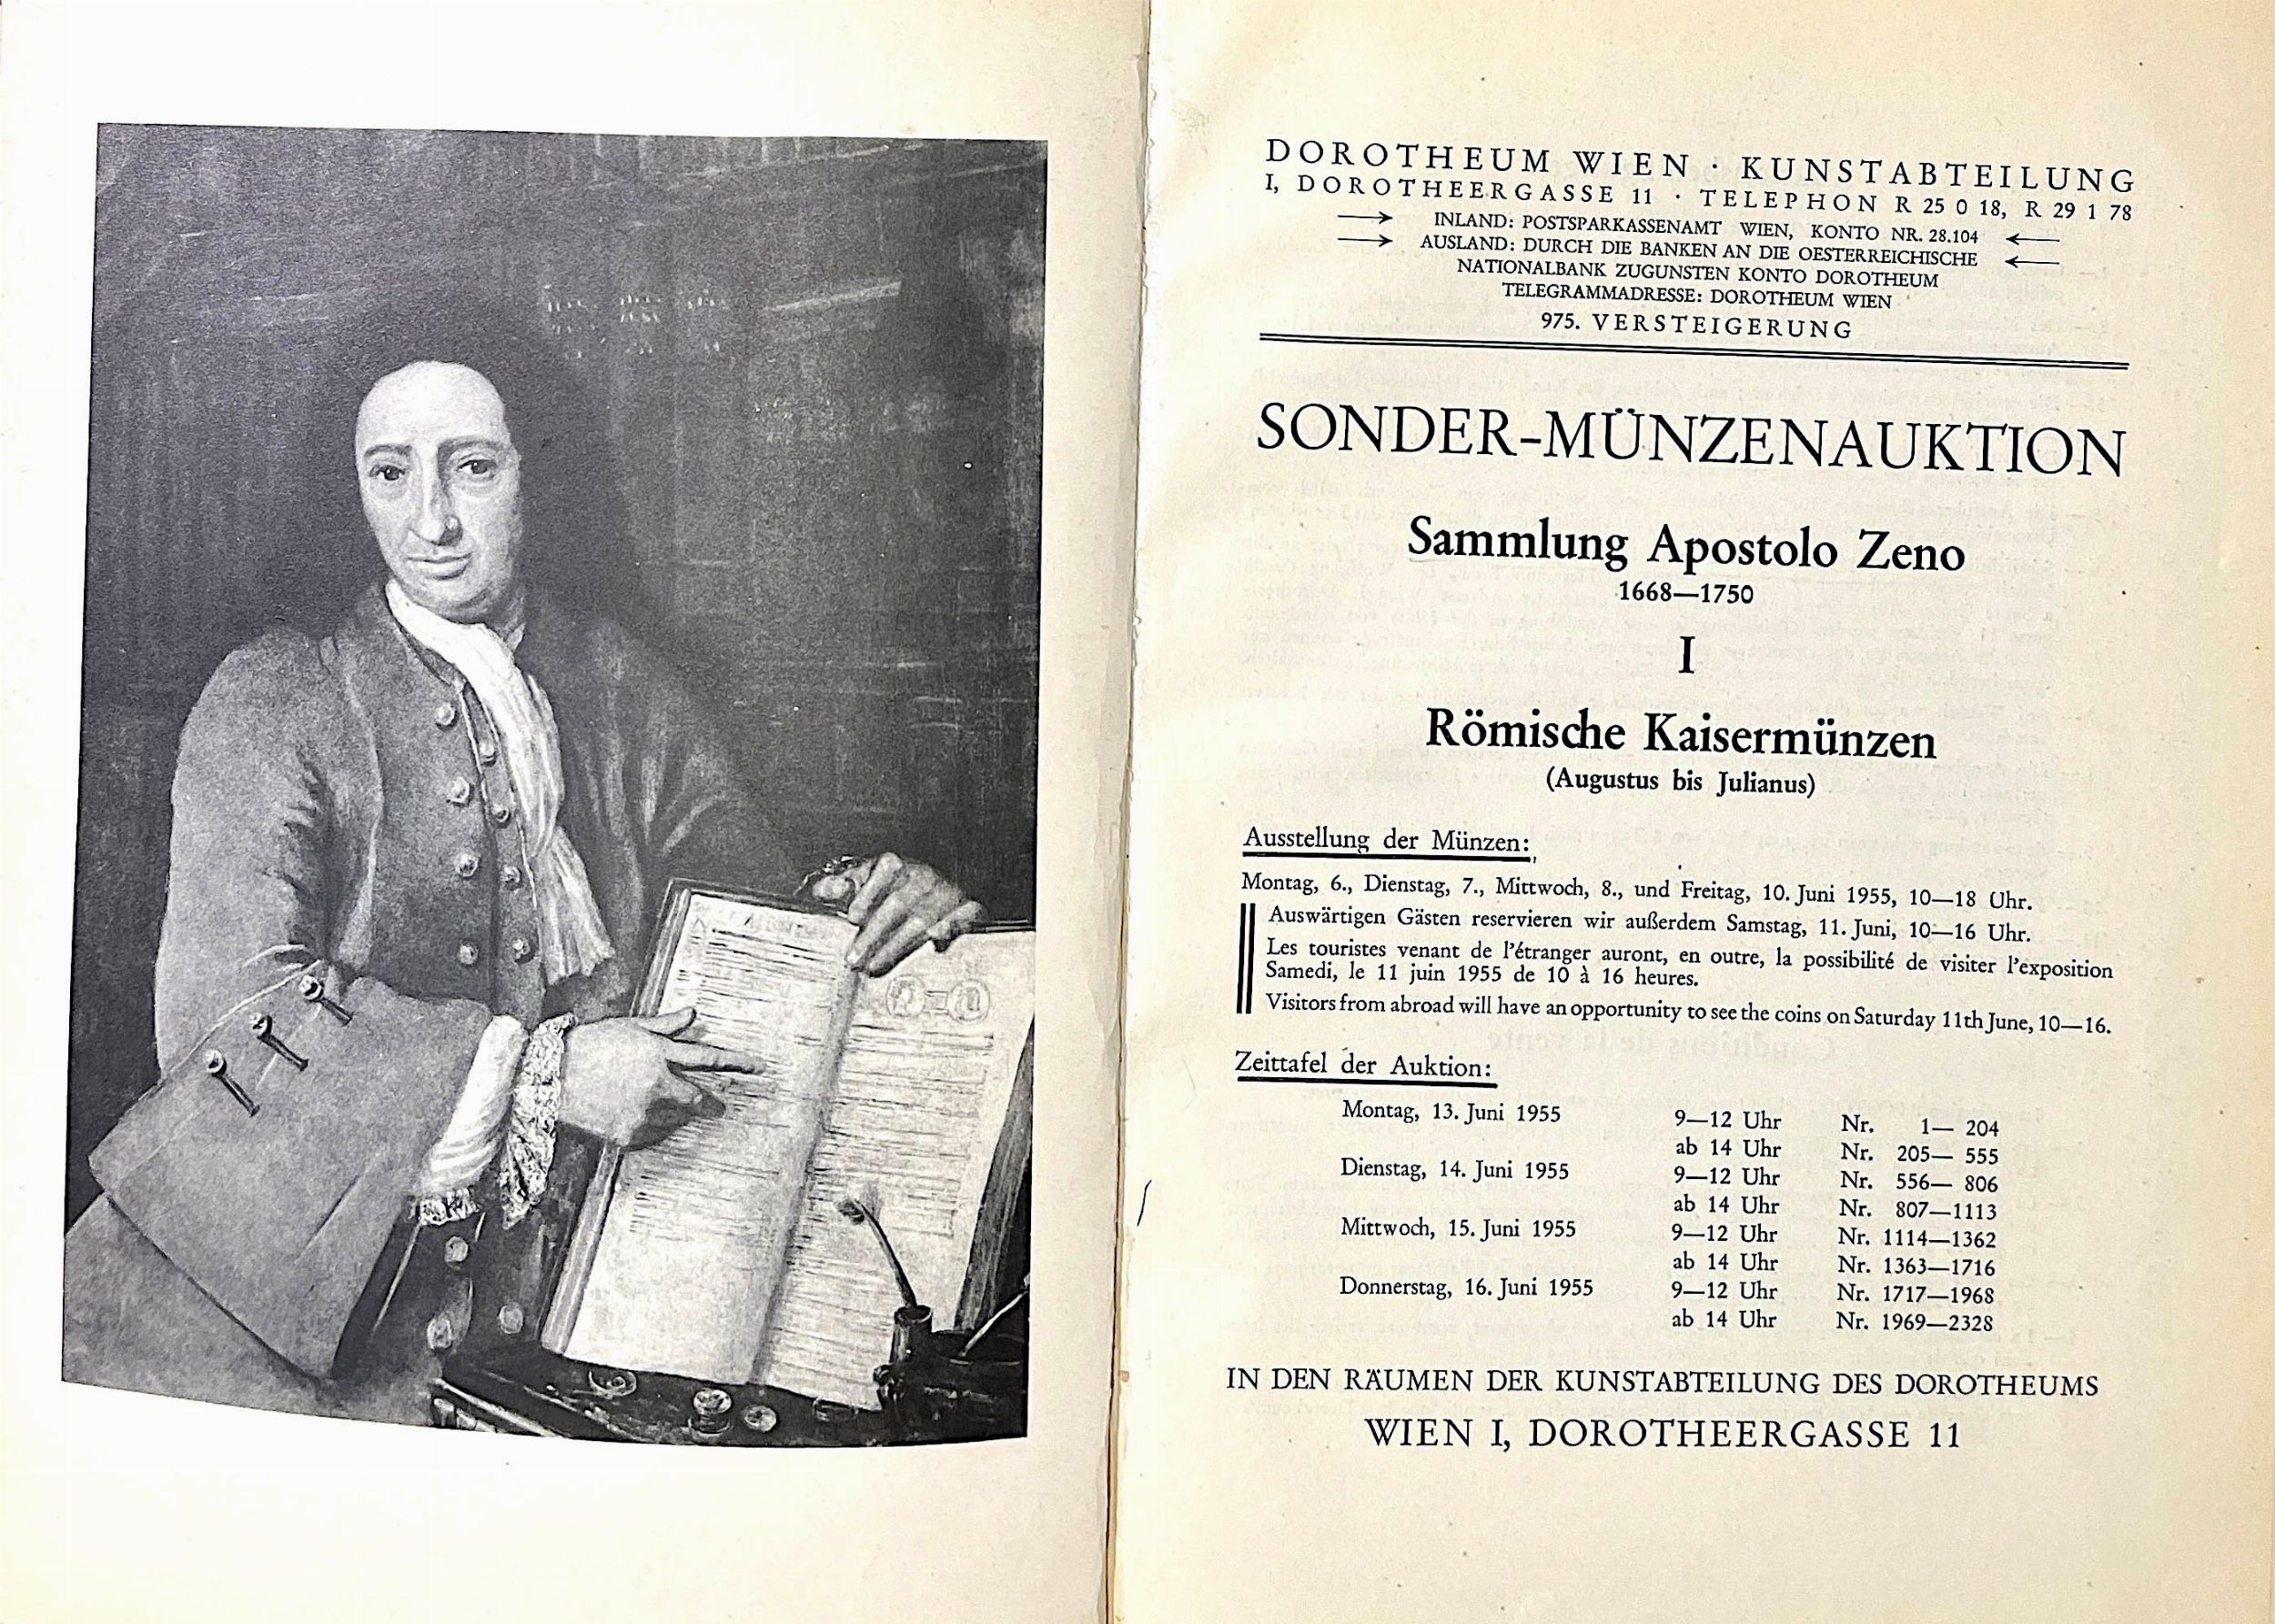 DOROTHEUM WIEN · KUNSTABTEILUNG
I, DOROTHEERGASSE 11 · TELEPHON R 25 0 18, R 29 1 78
INLAND: POSTSPARKASSENAMT WIEN, KONTO NR. 28.104
AUSLAND: DURCH DIE BANKEN AN DIE OESTERREICHISCHE
NATIONALBANK ZUGUNSTEN KONTO DOROTHEUM
TELEGRAMMADRESSE: DOROTHEUM WIEN
975. VERSTEIGERUNG
SONDER-MÜNZENAUKTION
Sammlung Apostolo Zeno
1668—1750
I
Römische Kaisermünzen
(Augustus bis Julianus)
Ausstellung der Münzen:
Montag, 6., Dienstag, 7., Mittwoch, 8., und Freitag, 10. Juni 1955, 10—18 Uhr.
Auswärtigen Gästen reservieren wir außerdem Samstag, 11. Juni, 10—16 Uhr.
Les touristes venant de l'étranger auront, en outre, la possibilité de visiter l'exposition
Samedi, le 11 juin 1955 de 10 à 16 heures.
Visitors from abroad will have an opportunity to see the coins on Saturday 11th June, 10—16.
Zeittafel der Auktion:
Montag, 13. Juni 1955 9—12 Uhr Nr. 1— 204
ab 14 Uhr Nr. 205— 555
Dienstag, 14. Juni 1955 9—12 Uhr Nr. 556— 806
ab 14 Uhr Nr. 807—1113
Mittwoch, 15. Juni 1955 9—12 Uhr Nr. 1114—1362
ab 14 Uhr Nr. 1363—1716
Donnerstag, 16. Juni 1955 9—12 Uhr Nr. 1717—1968
ab 14 Uhr Nr. 1969—2328
IN DEN RÄUMEN DER KUNSTABTEILUNG DES DOROTHEUMS
WIEN I, DOROTHEERGASSE 11